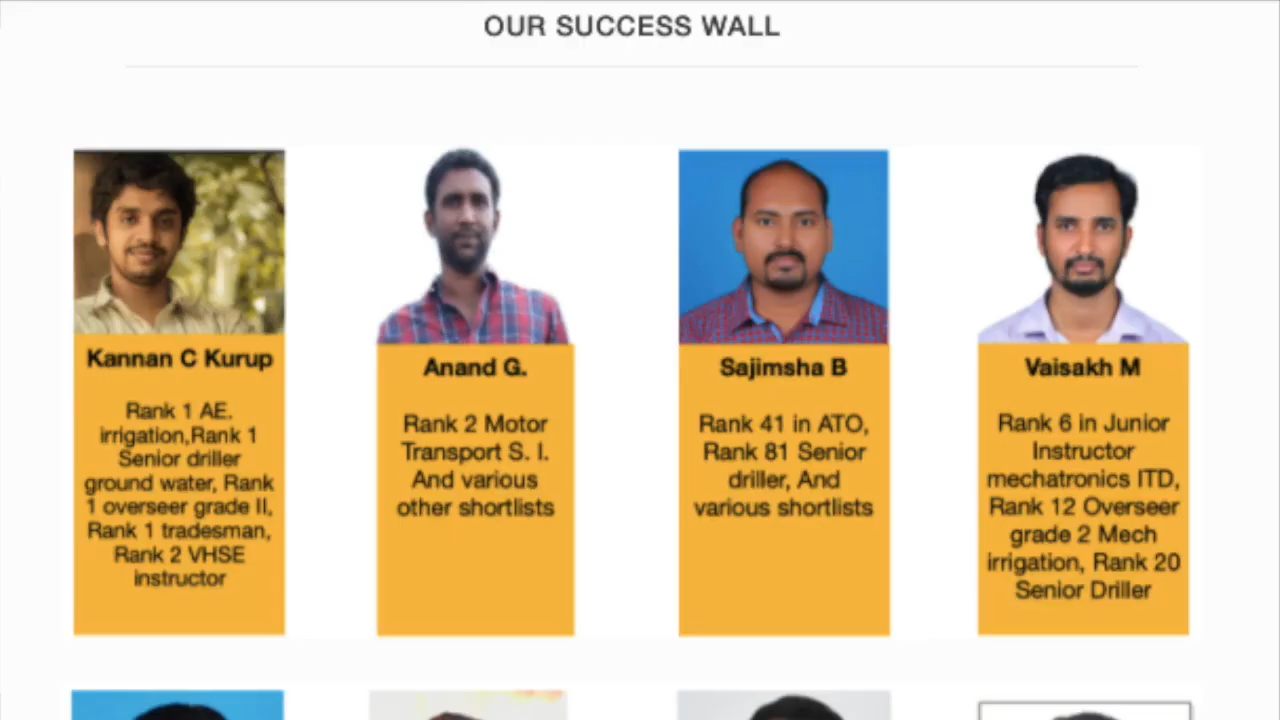 OUR SUCCESS WALL
Kannan C Kurup
Rank 1 AE.
irrigation,Rank 1
Senior driller
ground water, Rank
1 overseer grade II,
Rank 1 tradesman,
Rank 2 VHSE
instructor
Anand G.
Rank 2 Motor
Transport S. I.
And various
other shortlists
Sajimsha B
Rank 41 in ATO,
Rank 81 Senior
driller, And
various shortlists
Vaisakh M
Rank 6 in Junior
Instructor
mechatronics ITD,
Rank 12 Overseer
grade 2 Mech
irrigation, Rank 20
Senior Driller